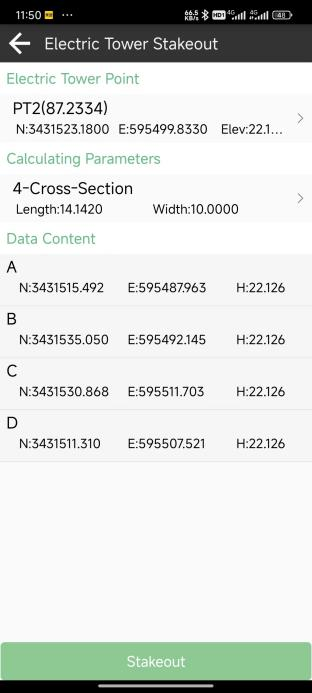 11:50 ...
66.5 KB/s HD1 4G 4G 48
Electric Tower Stakeout
Electric Tower Point
PT2(87.2334)
N:3431523.1800 E:595499.8330 Elev:22.1...
Calculating Parameters
4-Cross-Section
Length:14.1420 Width:10.0000
Data Content
A
N:3431515.492 E:595487.963 H:22.126
B
N:3431535.050 E:595492.145 H:22.126
C
N:3431530.868 E:595511.703 H:22.126
D
N:3431511.310 E:595507.521 H:22.126
Stakeout